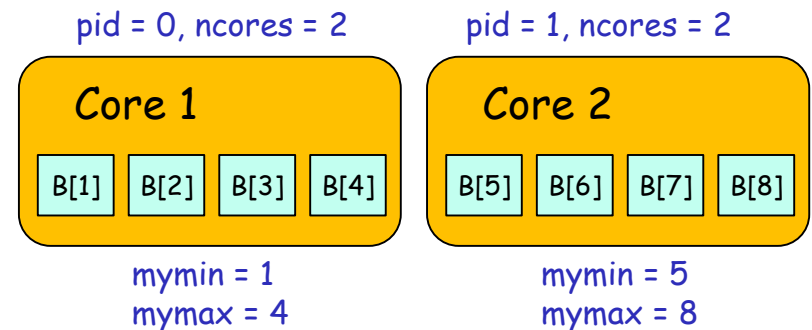 pid = 0, ncores = 2
Core 1
B[1] B[2] B[3] B[4]
mymin = 1
mymax = 4
pid = 1, ncores = 2
Core 2
B[5] B[6] B[7] B[8]
mymin = 5
mymax = 8